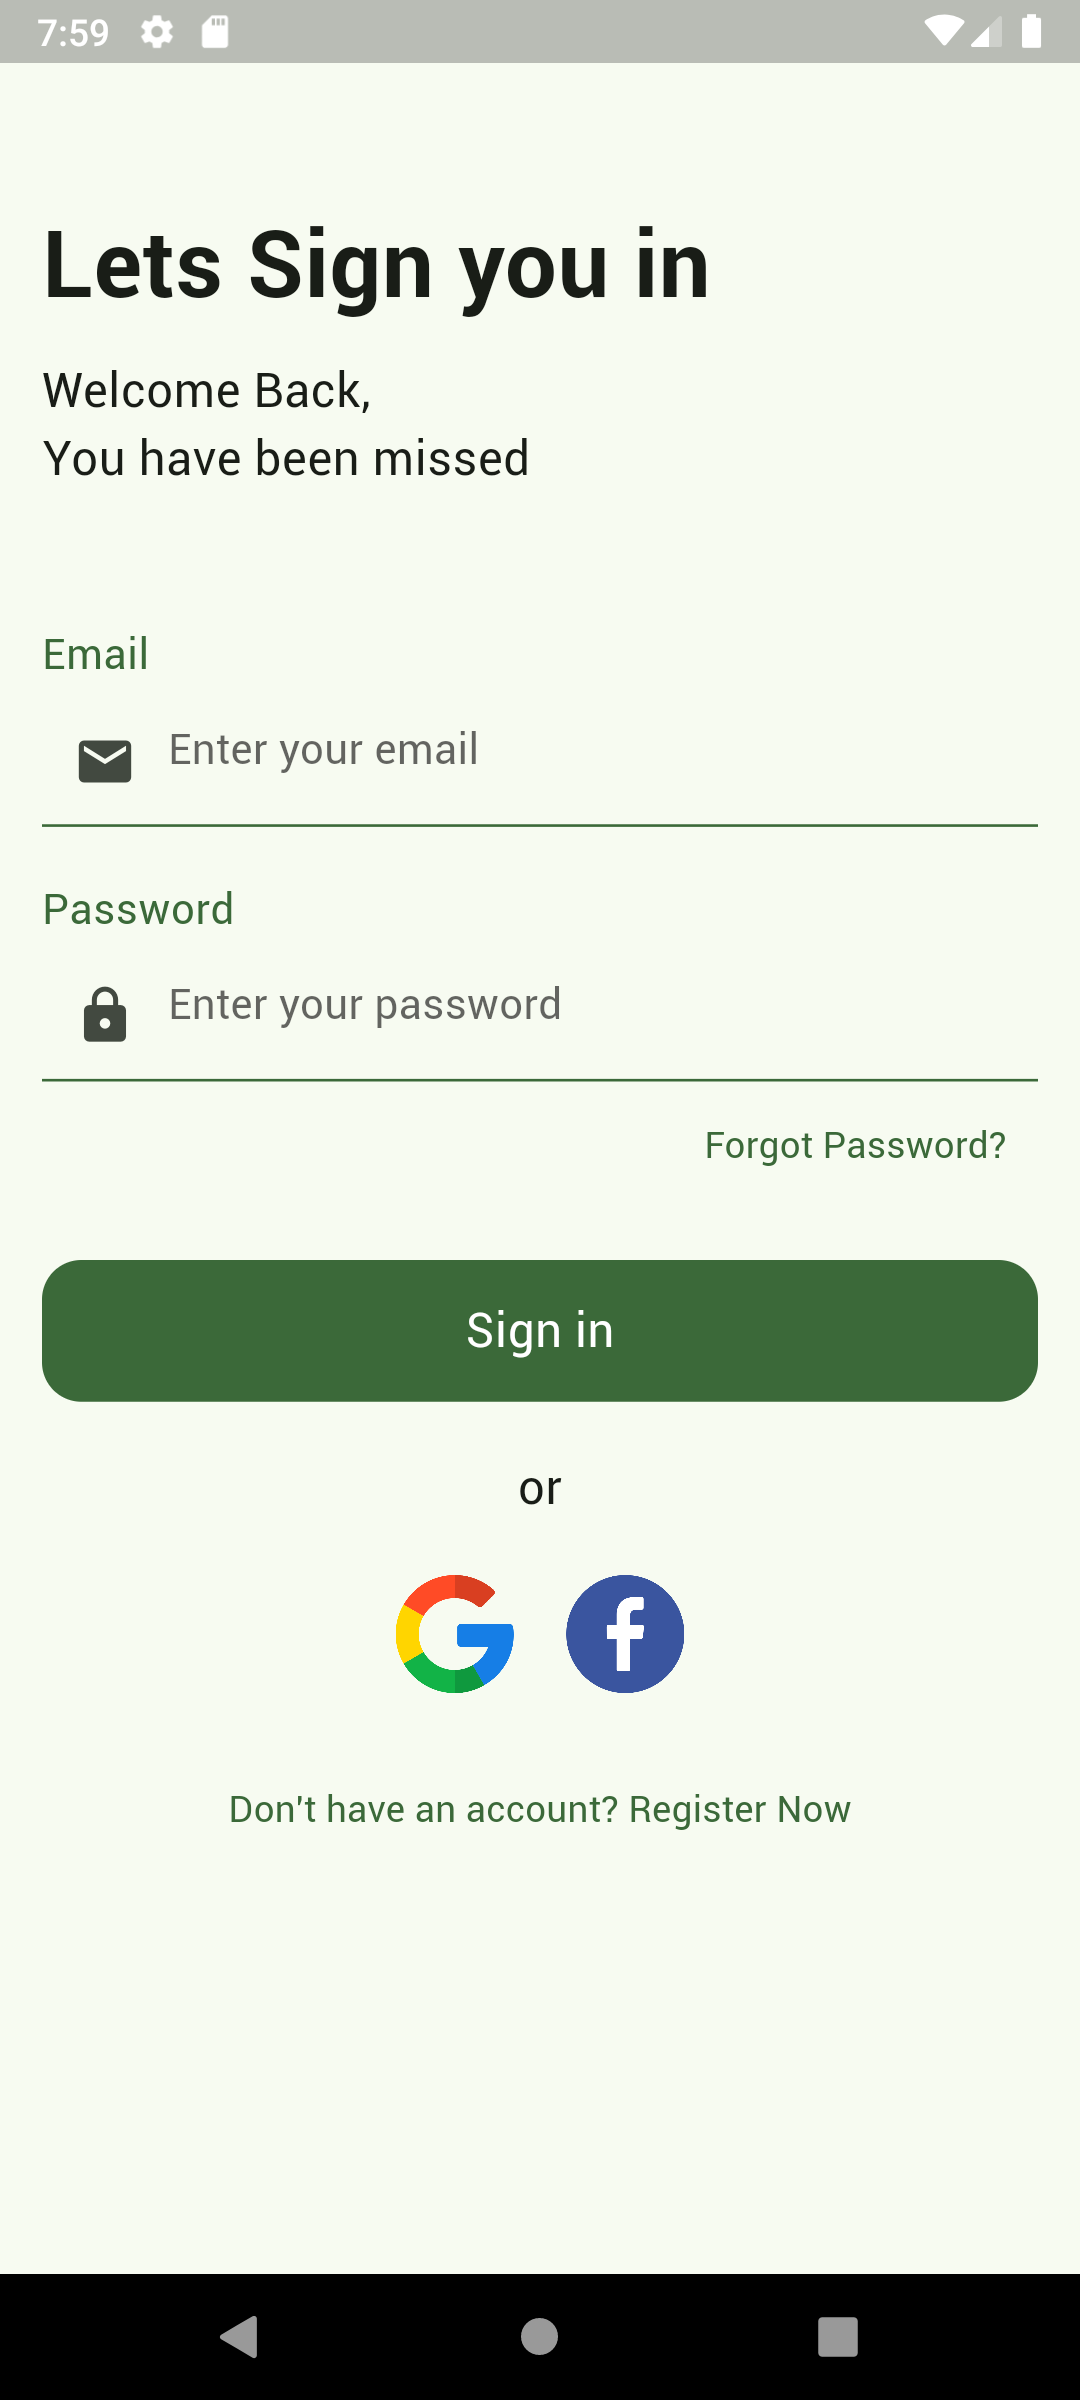 7:59
Lets Sign you in
Welcome Back,
You have been missed
Email
Enter your email
Password
Enter your password
Forgot Password?
Sign in
or
Don't have an account? Register Now